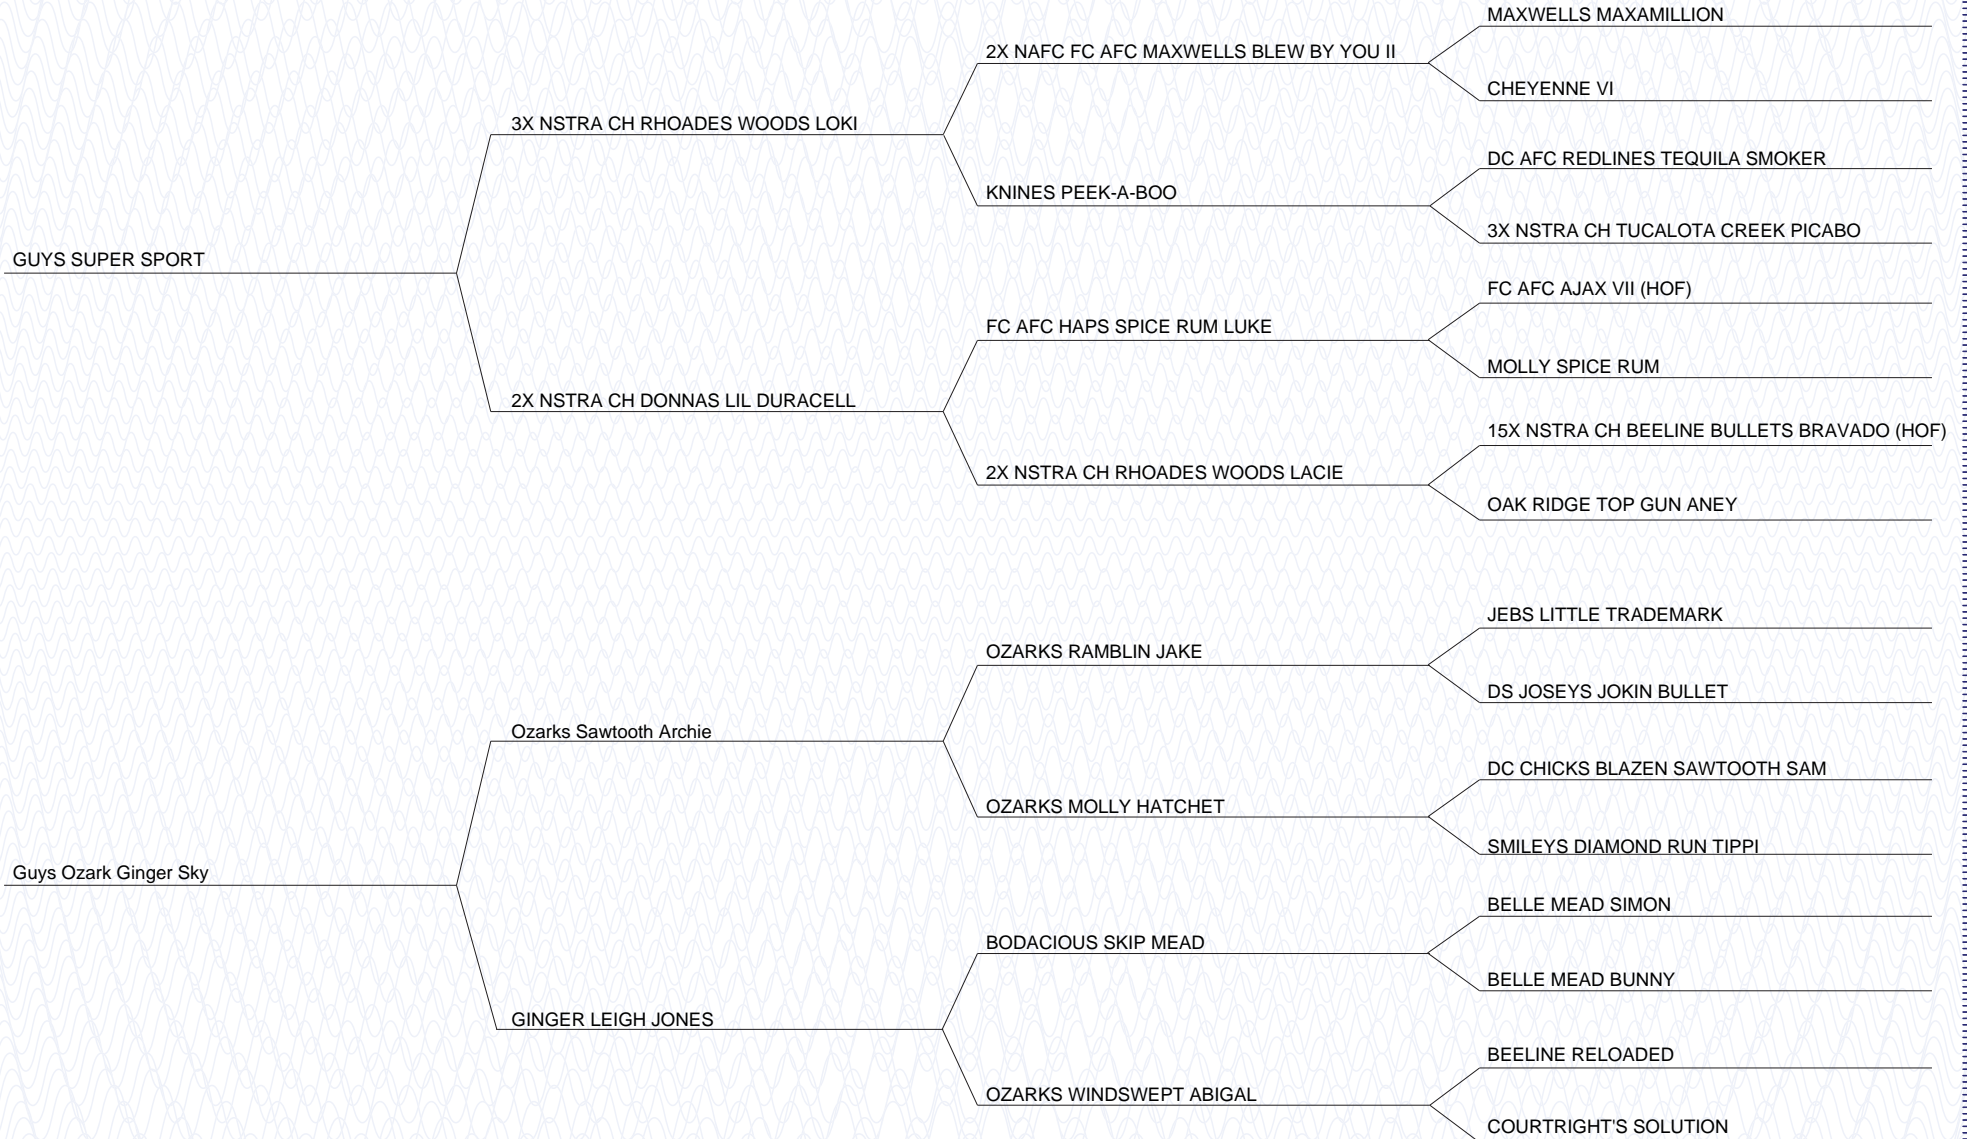 MAXWELLS MAXAMILLION
2X NAFC FC AFC MAXWELLS BLEW BY YOU II
CHEYENNE VI
3X NSTRA CH RHOADES WOODS LOKI
DC AFC REDLINES TEQUILA SMOKER
KNINES PEEK-A-BOO
3X NSTRA CH TUCALOTA CREEK PICABO
GUYS SUPER SPORT
FC AFC AJAX VII (HOF)
FC AFC HAPS SPICE RUM LUKE
MOLLY SPICE RUM
2X NSTRA CH DONNAS LIL DURACELL
15X NSTRA CH BEELINE BULLETS BRAVADO (HOF)
2X NSTRA CH RHOADES WOODS LACIE
OAK RIDGE TOP GUN ANEY
JEBS LITTLE TRADEMARK
OZARKS RAMBLIN JAKE
DS JOSEYS JOKIN BULLET
Ozarks Sawtooth Archie
DC CHICKS BLAZEN SAWTOOTH SAM
OZARKS MOLLY HATCHET
SMILEYS DIAMOND RUN TIPPI
Guys Ozark Ginger Sky
BELLE MEAD SIMON
BODACIOUS SKIP MEAD
BELLE MEAD BUNNY
GINGER LEIGH JONES
BEELINE RELOADED
OZARKS WINDSWEPT ABIGAL
COURTRIGHT'S SOLUTION